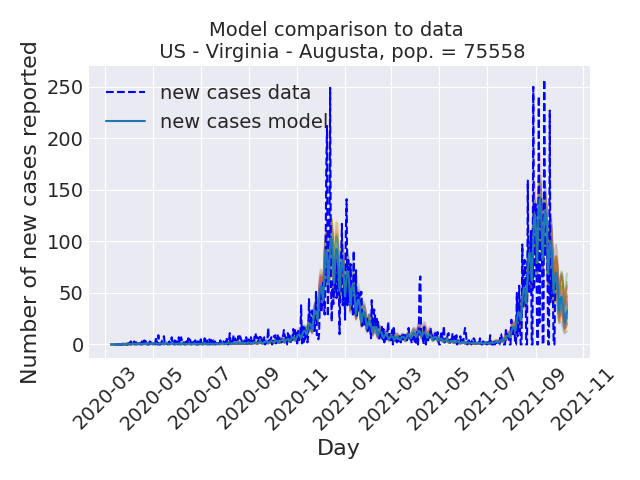 Model comparison to data
US - Virginia - Augusta, pop. = 75558
Number of new cases reported
250
200
150
100
50
0
new cases data
new cases model
2020-03
2020-05
2020-07
2020-09
2020-11
2021-01
2021-03
2021-05
2021-07
2021-09
2021-11
Day